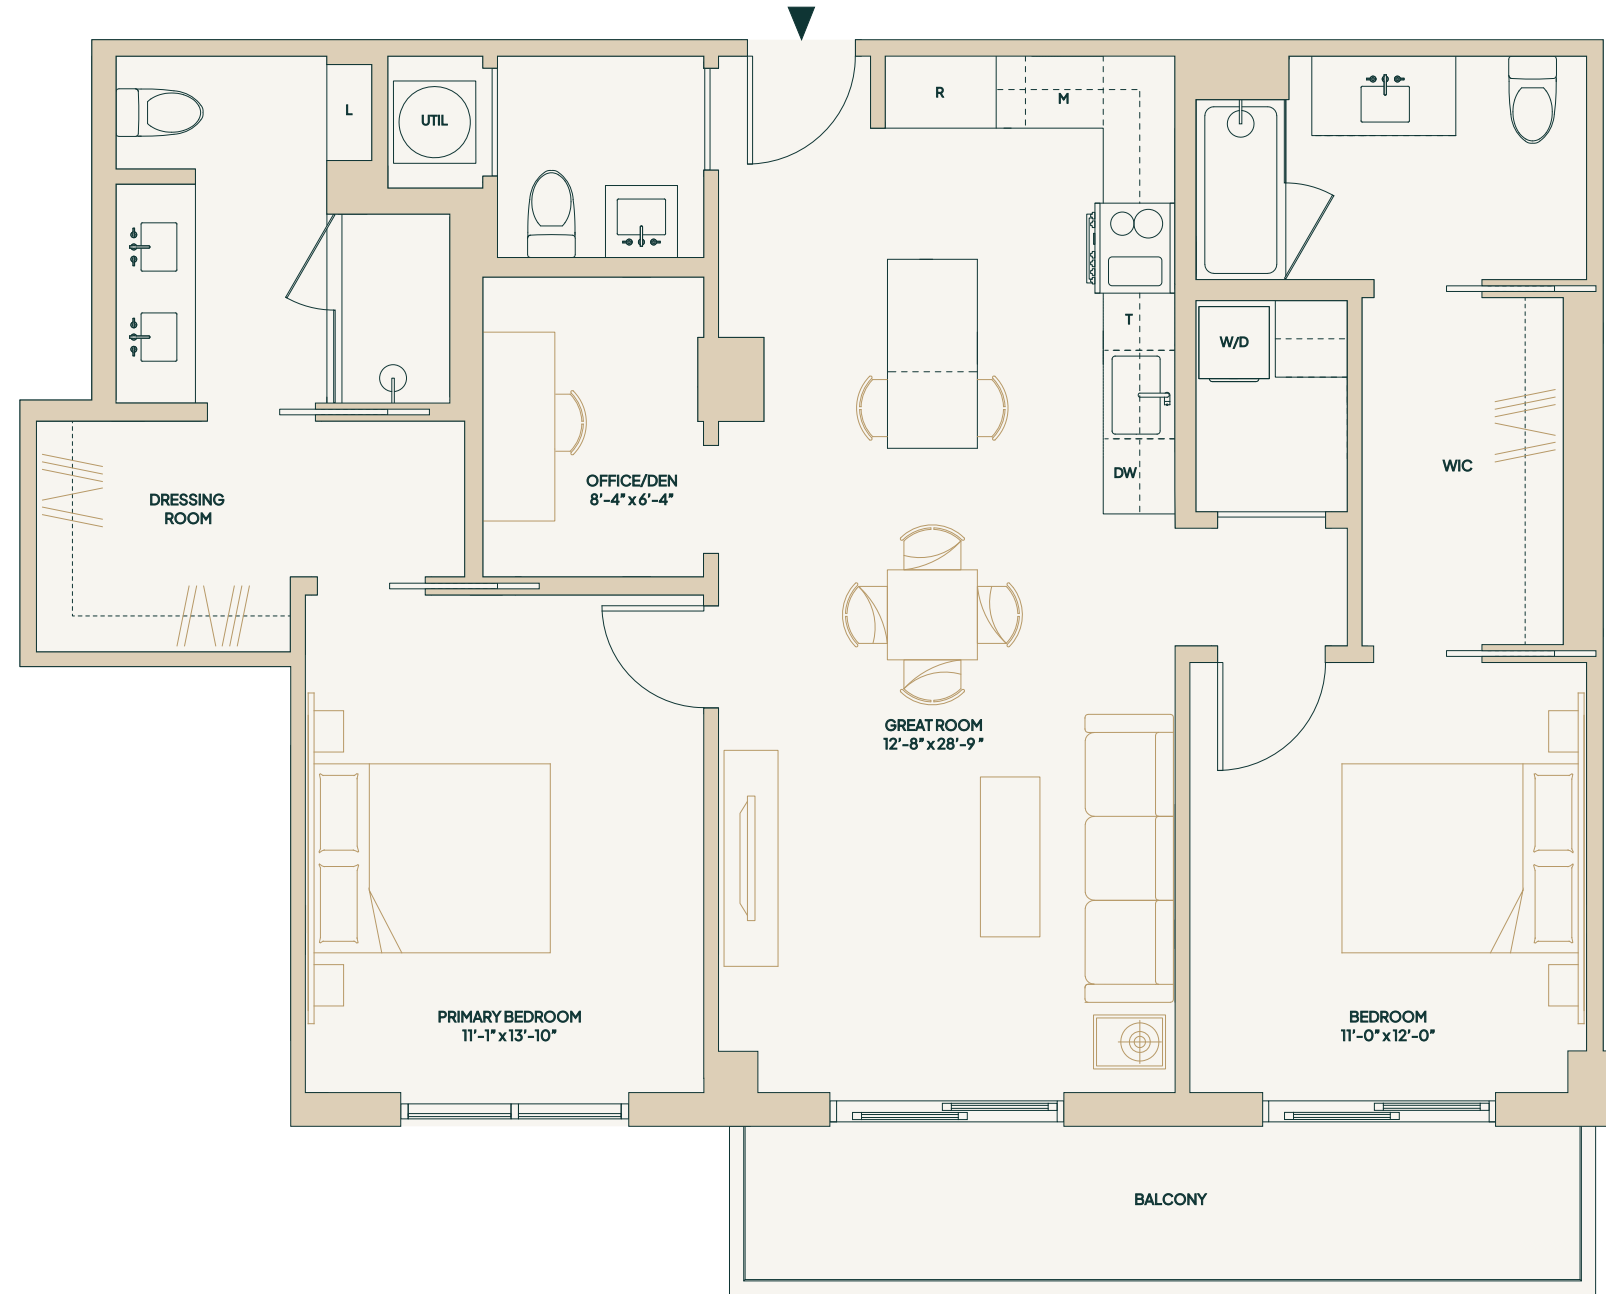 R
M
L
UTIL
T
W/D
DW
WIC
OFFICE/DEN
8'-4" x 6'-4"
DRESSING
ROOM
GREAT ROOM
12'-8" x 28'-9"
PRIMARY BEDROOM
11'-1" x 13'-10"
BEDROOM
11'-0" x 12'-0"
BALCONY